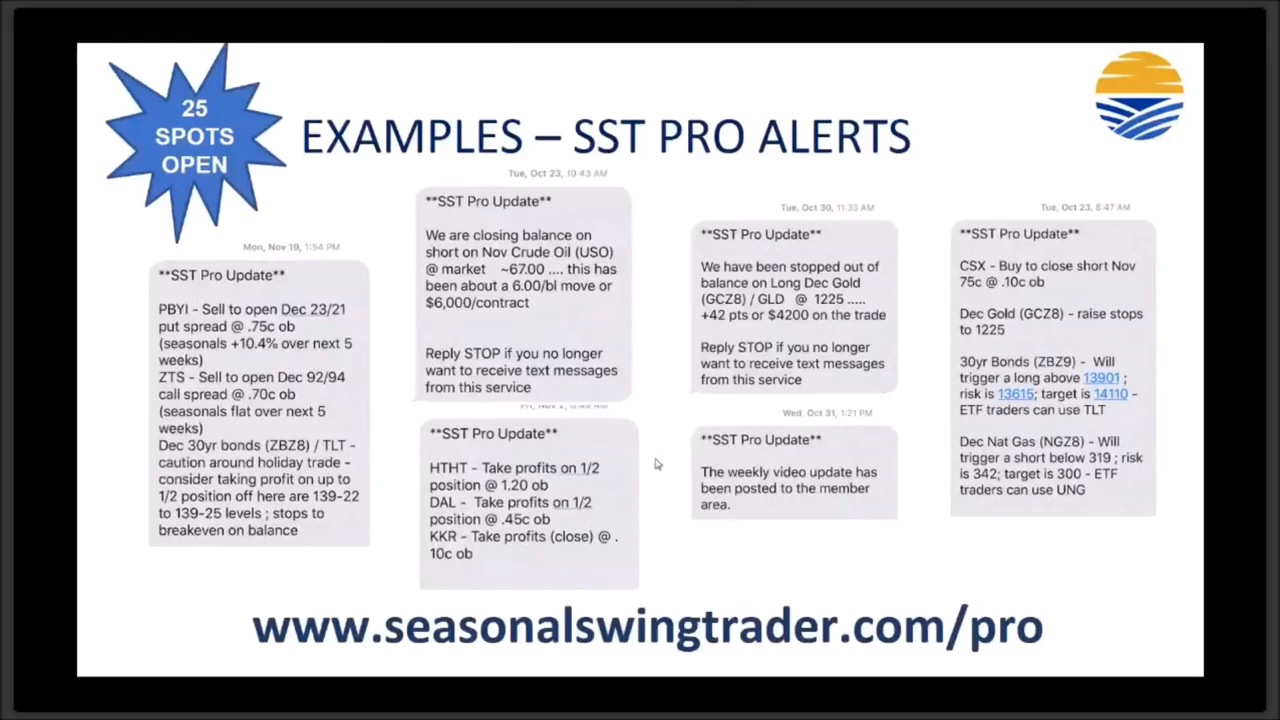 25
SPOTS
OPEN
EXAMPLES – SST PRO ALERTS
Mon, Nov 19, 1:54 PM
**SST Pro Update**
PBYI - Sell to open Dec 23/21
put spread @ .75c ob
(seasonals +10.4% over next 5
weeks)
ZTS - Sell to open Dec 92/94
call spread @ .70c ob
(seasonals flat over next 5
weeks)
Dec 30yr bonds (ZBZ8) / TLT -
caution around holiday trade -
consider taking profit on up to
1/2 position off here are 139-22
to 139-25 levels ; stops to
breakeven on balance
Tue, Oct 23, 10:43 AM
**SST Pro Update**
We are closing balance on
short on Nov Crude Oil (USO)
@ market ~67.00 .... this has
been about a 6.00/bl move or
$6,000/contract
Reply STOP if you no longer
want to receive text messages
from this service
Fri, Nov 2,
**SST Pro Update**
HTHT - Take profits on 1/2
position @ 1.20 ob
DAL - Take profits on 1/2
position @ .45c ob
KKR - Take profits (close) @ .
10c ob
Tue, Oct 30, 11:33 AM
**SST Pro Update**
We have been stopped out of
balance on Long Dec Gold
(GCZ8) / GLD @ 1225 .....
+42 pts or $4200 on the trade
Reply STOP if you no longer
want to receive text messages
from this service
Wed, Oct 31, 1:21 PM
**SST Pro Update**
The weekly video update has
been posted to the member
area.
Tue, Oct 23, 8:47 AM
**SST Pro Update**
CSX - Buy to close short Nov
75c @ .10c ob
Dec Gold (GCZ8) - raise stops
to 1225
30yr Bonds (ZBZ9) - Will
trigger a long above 13901 ;
risk is 13615; target is 14110 -
ETF traders can use TLT
Dec Nat Gas (NGZ8) - Will
trigger a short below 319 ; risk
is 342; target is 300 - ETF
traders can use UNG
www.seasonalswingtrader.com/pro